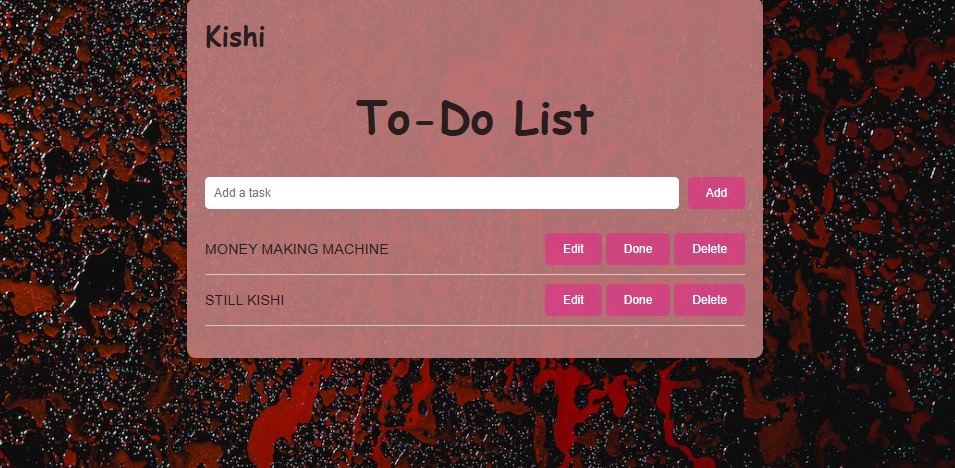 Kishi
To-Do List
Add a task Add
MONEY MAKING MACHINE Edit Done Delete
STILL KISHI Edit Done Delete